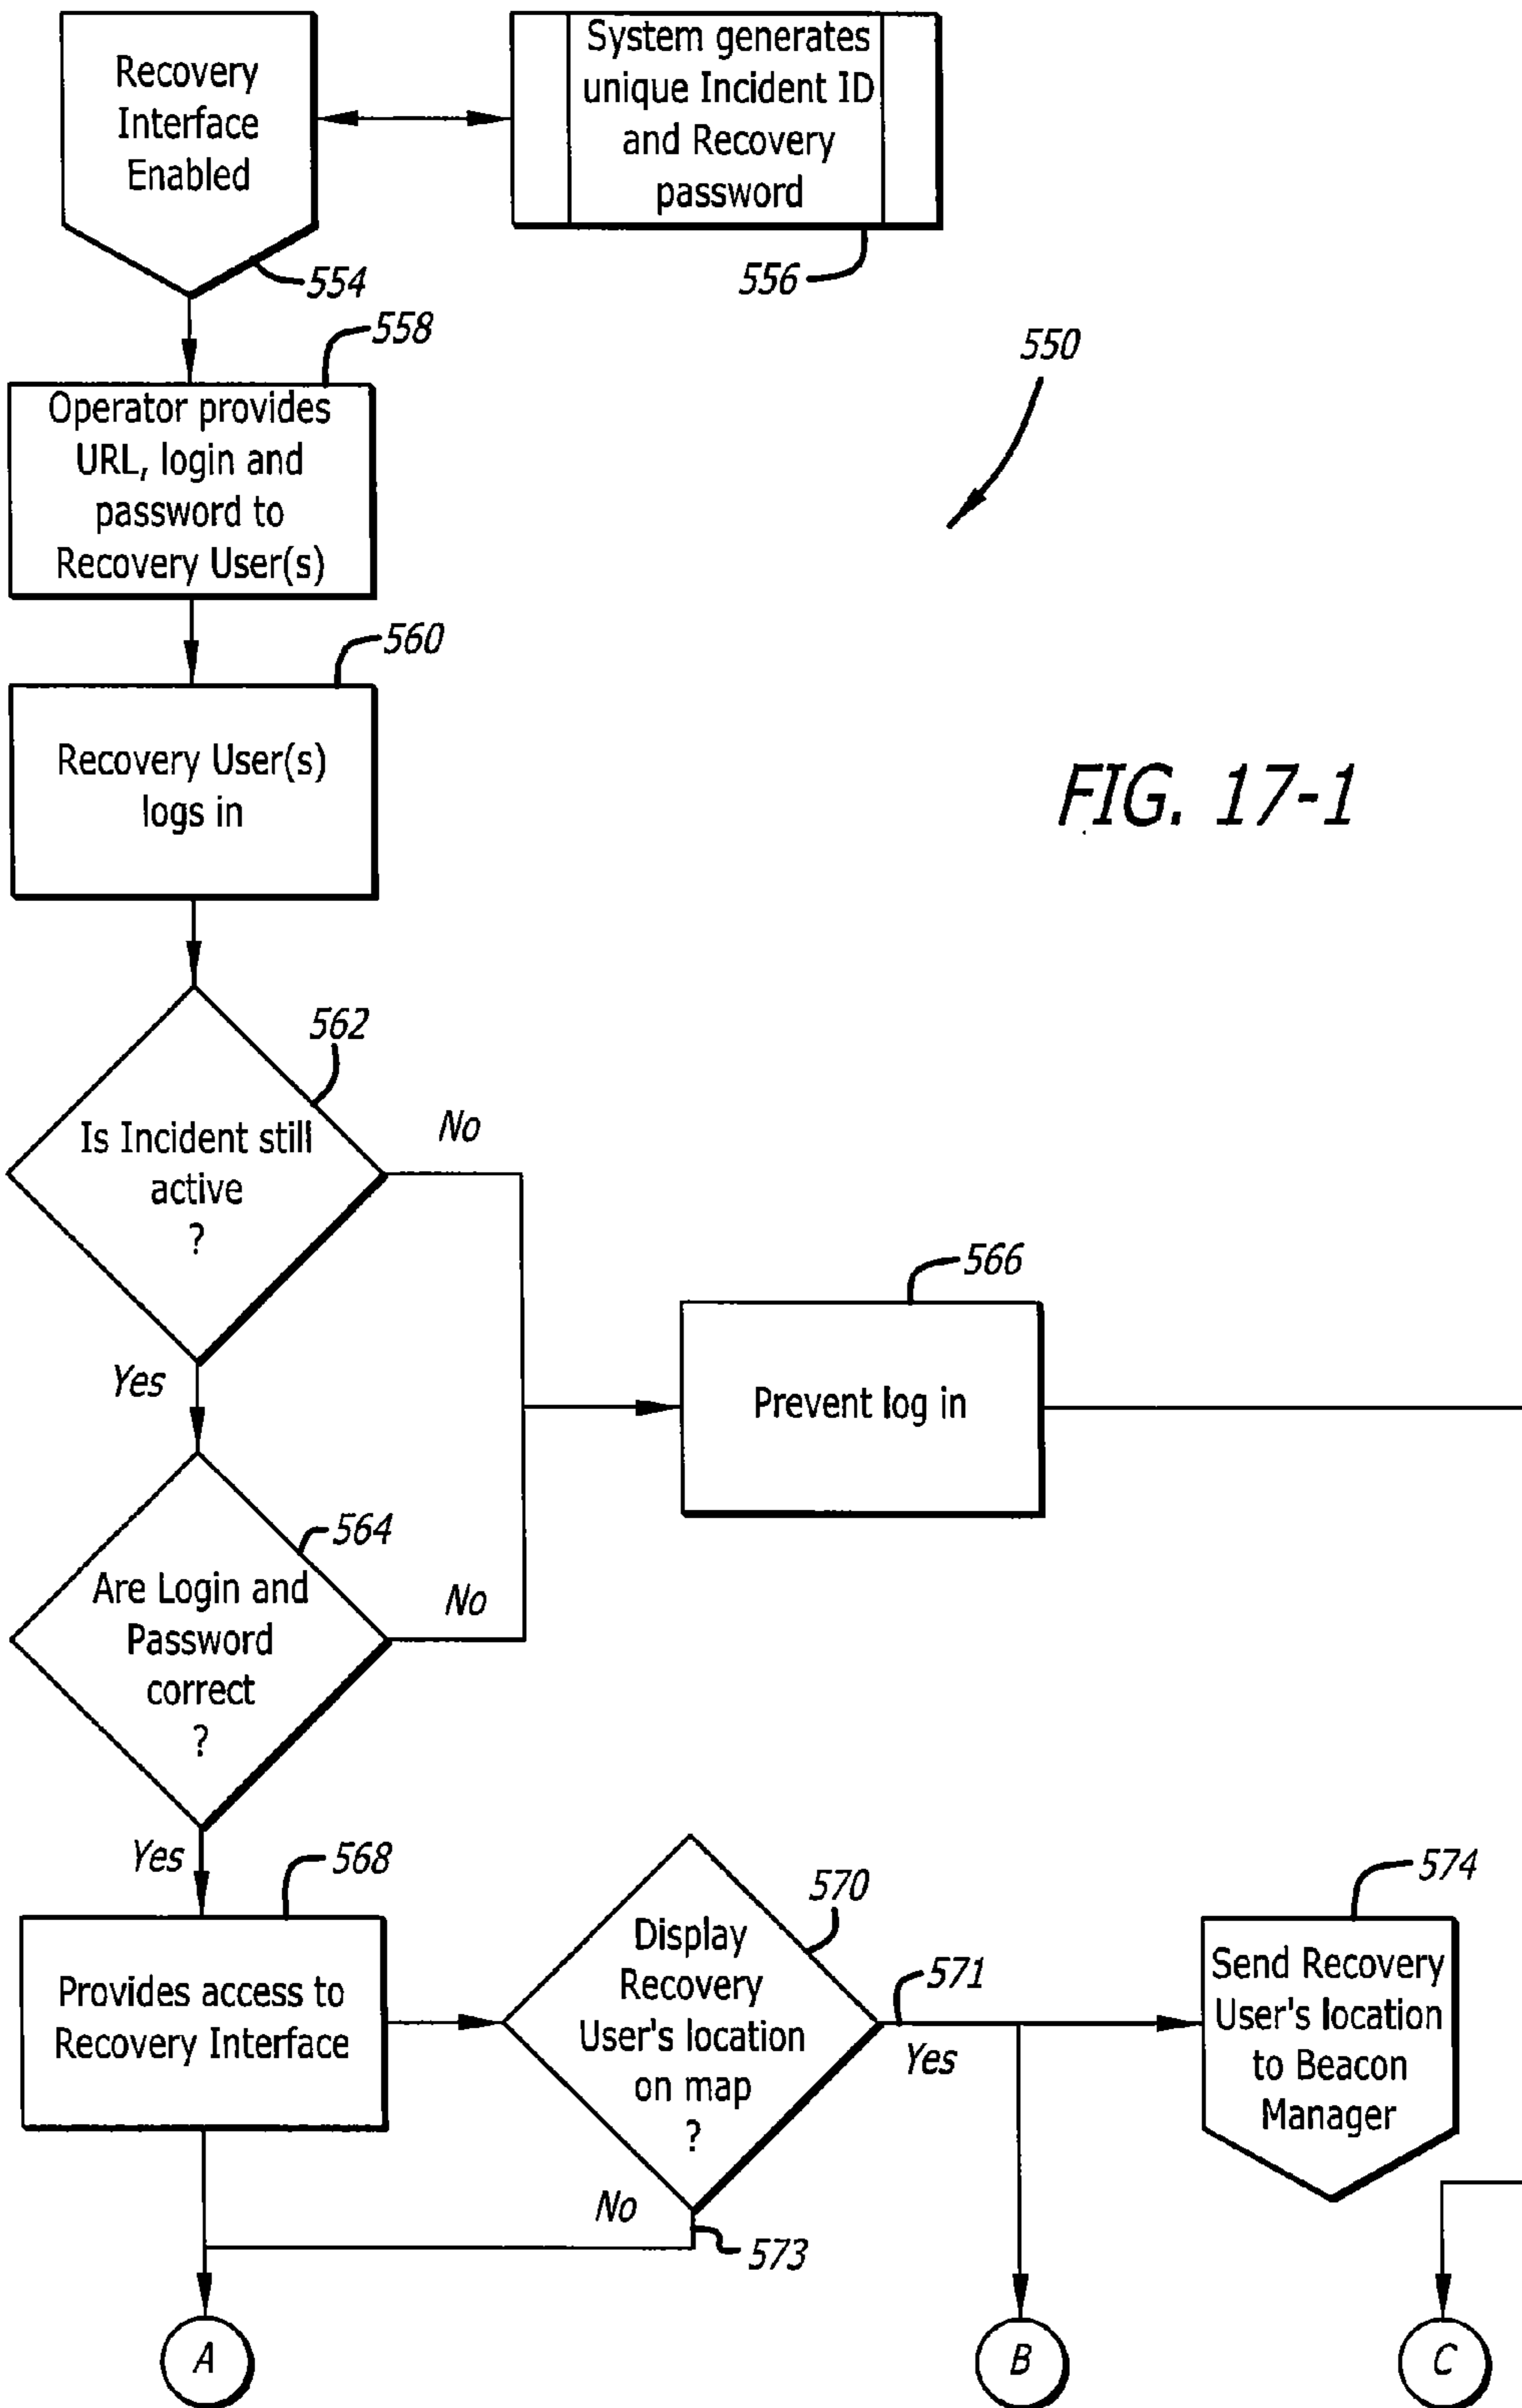 Recovery
Interface
Enabled
554
System generates
unique Incident ID
and Recovery
password
556
550
558
Operator provides
URL, login and
password to
Recovery User(s)
560
Recovery User(s)
logs in
FIG. 17-1
562
Is Incident still
active
?
No
Yes
566
Prevent log in
564
Are Login and
Password
correct
?
No
Yes
568
Provides access to
Recovery Interface
570
Display
Recovery
User's location
on map
?
571
Yes
No
573
574
Send Recovery
User's location
to Beacon
Manager
A
B
C